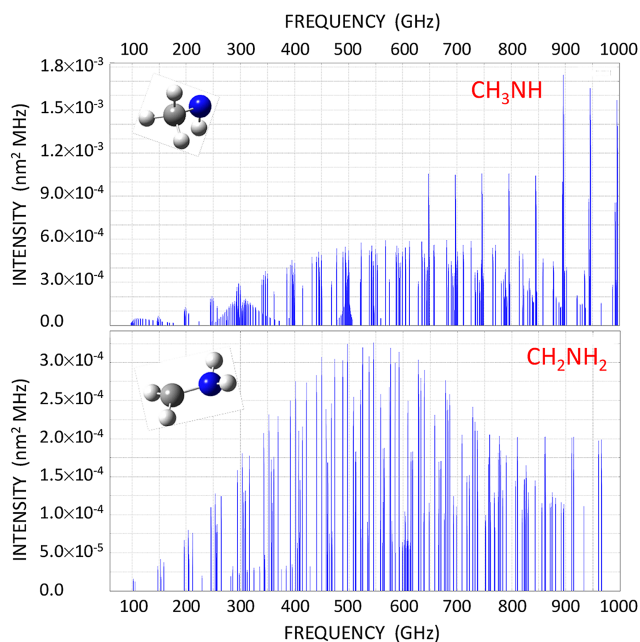 FREQUENCY (GHz)
100 200 300 400 500 600 700 800 900 1000
INTENSITY (nm² MHz)
1.8×10⁻³
1.5×10⁻³
1.2×10⁻³
9.0×10⁻⁴
6.0×10⁻⁴
3.0×10⁻⁴
0.0
CH₃NH
INTENSITY (nm² MHz)
3.0×10⁻⁴
2.5×10⁻⁴
2.0×10⁻⁴
1.5×10⁻⁴
1.0×10⁻⁴
5.0×10⁻⁵
0.0
CH₂NH₂
100 200 300 400 500 600 700 800 900 1000
FREQUENCY (GHz)